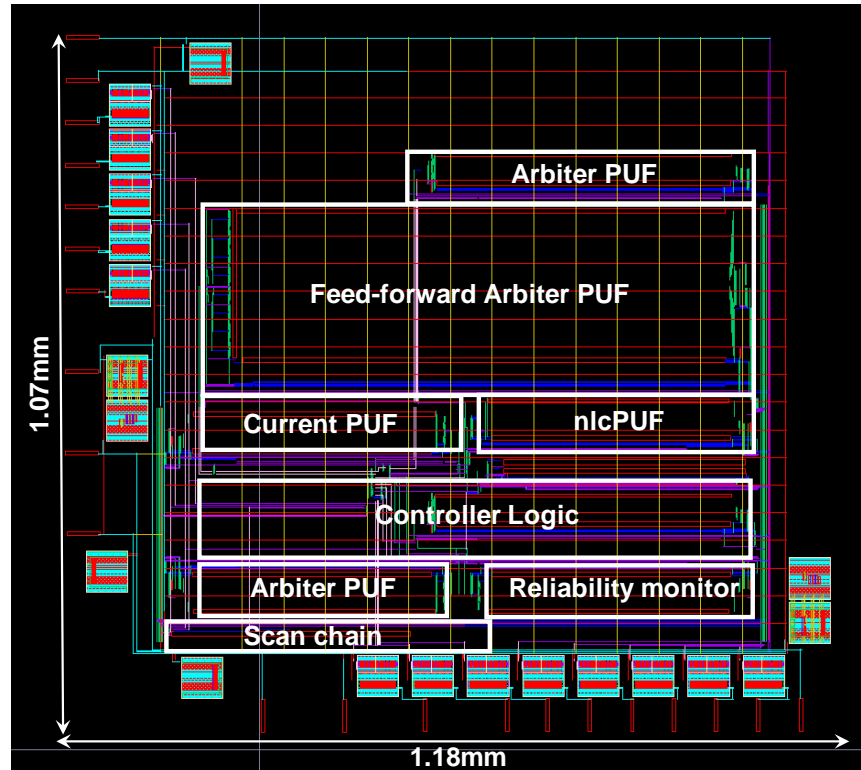 Arbiter PUF
Feed-forward Arbiter PUF
1.07mm
Current PUF
nlcPUF
Controller Logic
Arbiter PUF
Reliability monitor
Scan chain
1.18mm